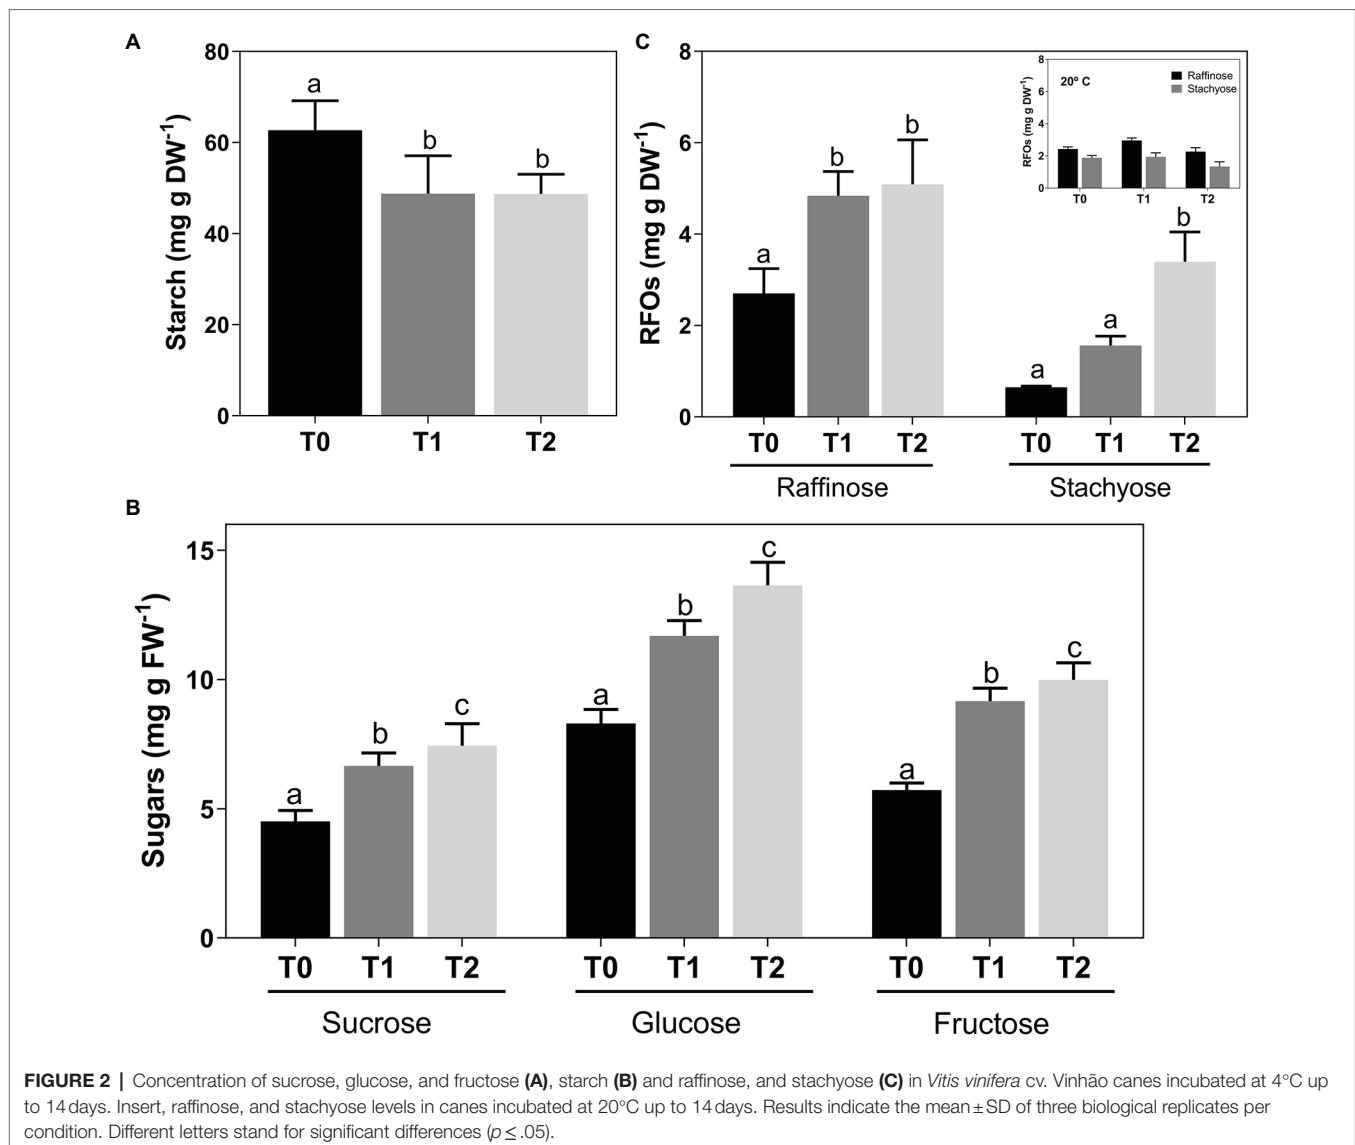 A
80
60
40
20
0
Starch (mg g DW-1)
a
b
b
T0 T1 T2
C
8
6
4
2
0
RFOs (mg g DW-1)
a
b
b
a
a
b
T0 T1 T2 T0 T1 T2
Raffinose Stachyose
8
6
4
2
0
RFOs (mg g DW-1)
20º C
Raffinose
Stachyose
T0 T1 T2
B
15
10
5
0
Sugars (mg g FW-1)
a
b
c
a
b
c
a
b
c
T0 T1 T2 T0 T1 T2 T0 T1 T2
Sucrose Glucose Fructose
FIGURE 2 | Concentration of sucrose, glucose, and fructose (A), starch (B) and raffinose, and stachyose (C) in Vitis vinifera cv. Vinhão canes incubated at 4°C up
to 14 days. Insert, raffinose, and stachyose levels in canes incubated at 20°C up to 14 days. Results indicate the mean ± SD of three biological replicates per
condition. Different letters stand for significant differences (p ≤ .05).